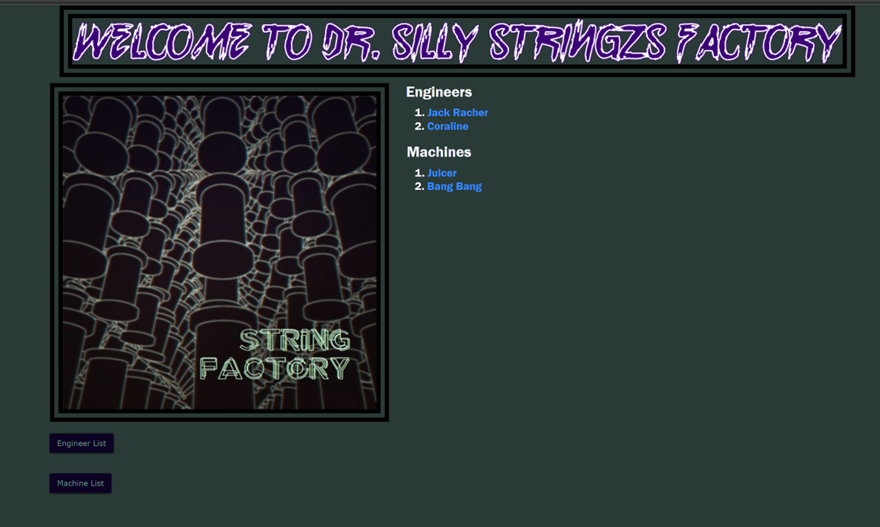 WELCOME TO DR. SILLY STRINGZS FACTORY
STRING
FACTORY
Engineers
1. Jack Racher
2. Coraline
Machines
1. Juicer
2. Bang Bang
Engineer List
Machine List